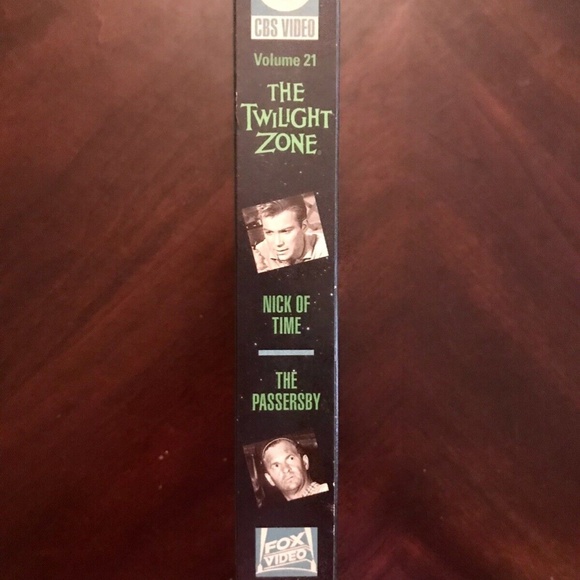 CBS VIDEO
Volume 21
THE
TWILIGHT
ZONE
NICK OF
TIME
THE
PASSERSBY
FOX
VIDEO